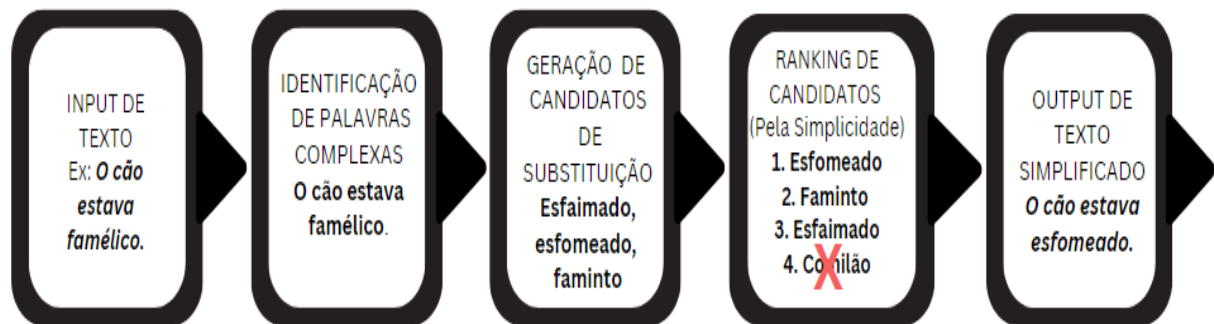 INPUT DE
TEXTO
Ex: O cão
estava
famélico.
IDENTIFICAÇÃO
DE PALAVRAS
COMPLEXAS
O cão estava
famélico.
GERAÇÃO DE
CANDIDATOS
DE
SUBSTITUIÇÃO
Esfaimado,
esfomeado,
faminto
RANKING DE
CANDIDATOS
(Pela Simplicidade)
1. Esfomeado
2. Faminto
3. Esfaimado
4. Comilão
X
OUTPUT DE
TEXTO
SIMPLIFICADO
O cão estava
esfomeado.